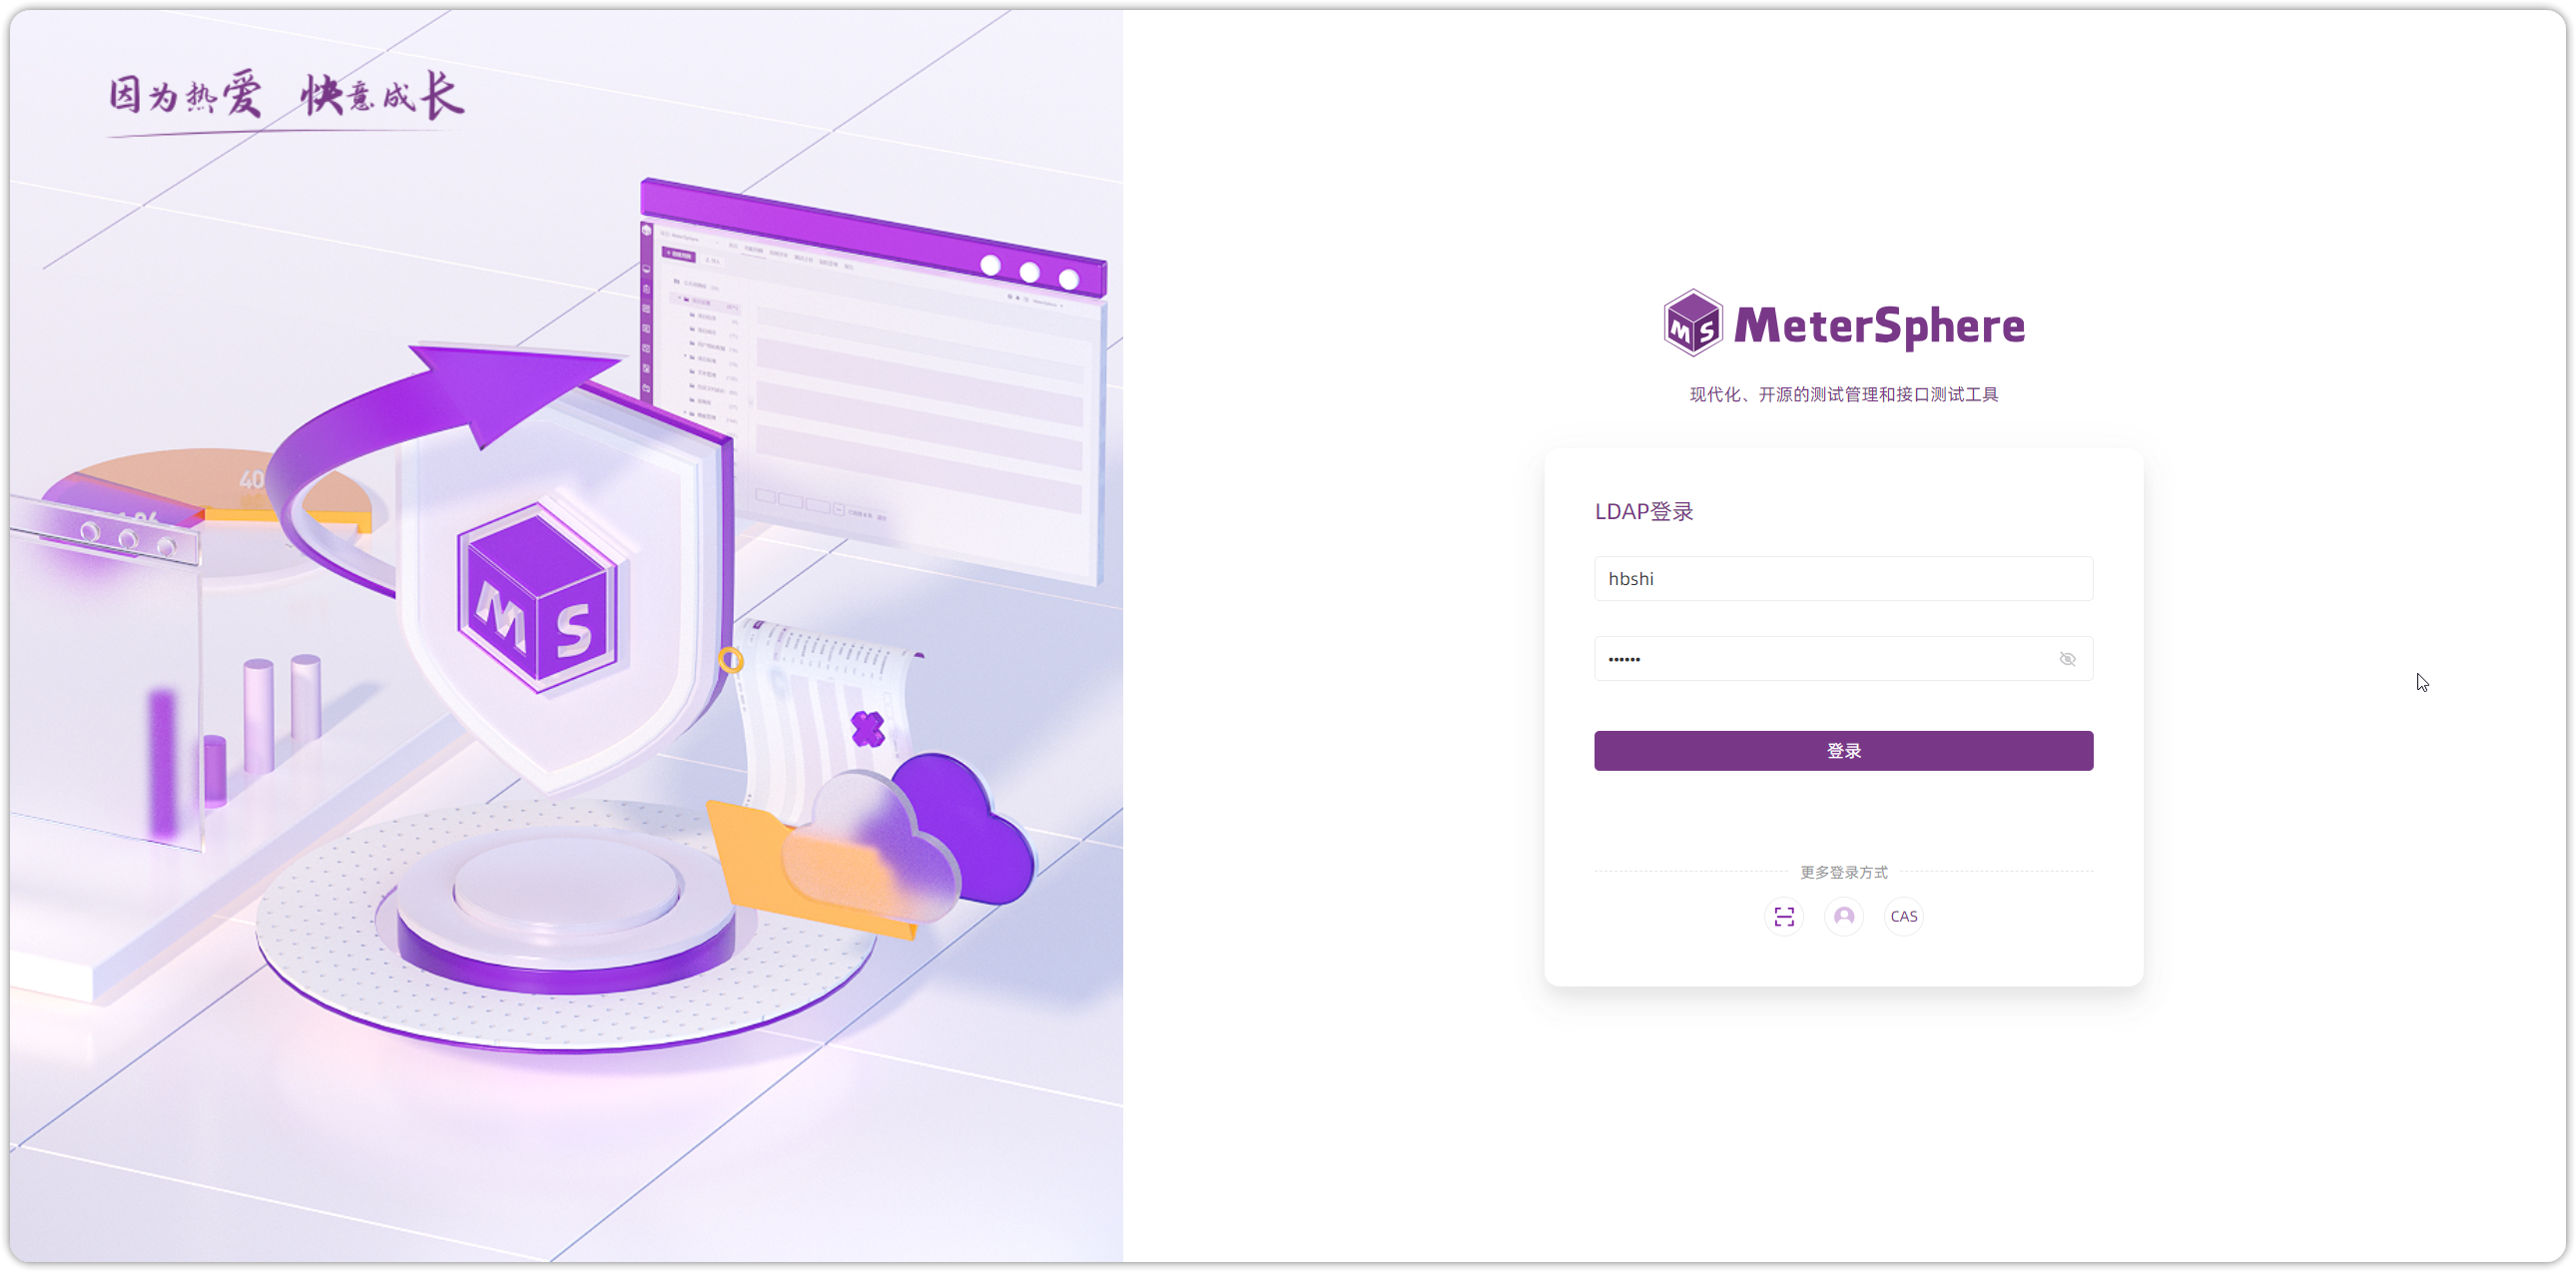 因为热爱 快意成长
40
M S
MS MeterSphere
现代化、开源的测试管理和接口测试工具
LDAP登录
hbshi
••••••
登录
更多登录方式
CAS